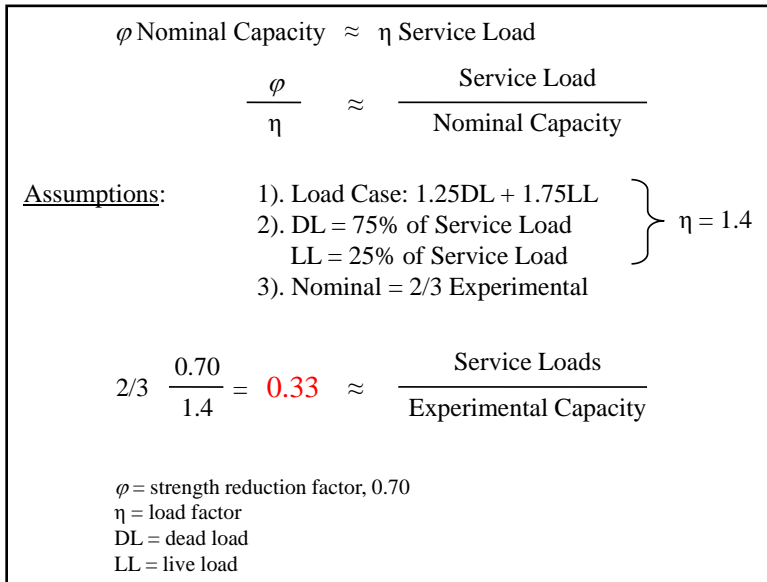 φ Nominal Capacity ≈ η Service Load
φ Service Load
≈
η Nominal Capacity
Assumptions: 1). Load Case: 1.25DL + 1.75LL
2). DL = 75% of Service Load
η = 1.4
LL = 25% of Service Load
3). Nominal = 2/3 Experimental
0.70 Service Loads
2/3 = 0.33 ≈
1.4 Experimental Capacity
φ = strength reduction factor, 0.70
η = load factor
DL = dead load
LL = live load